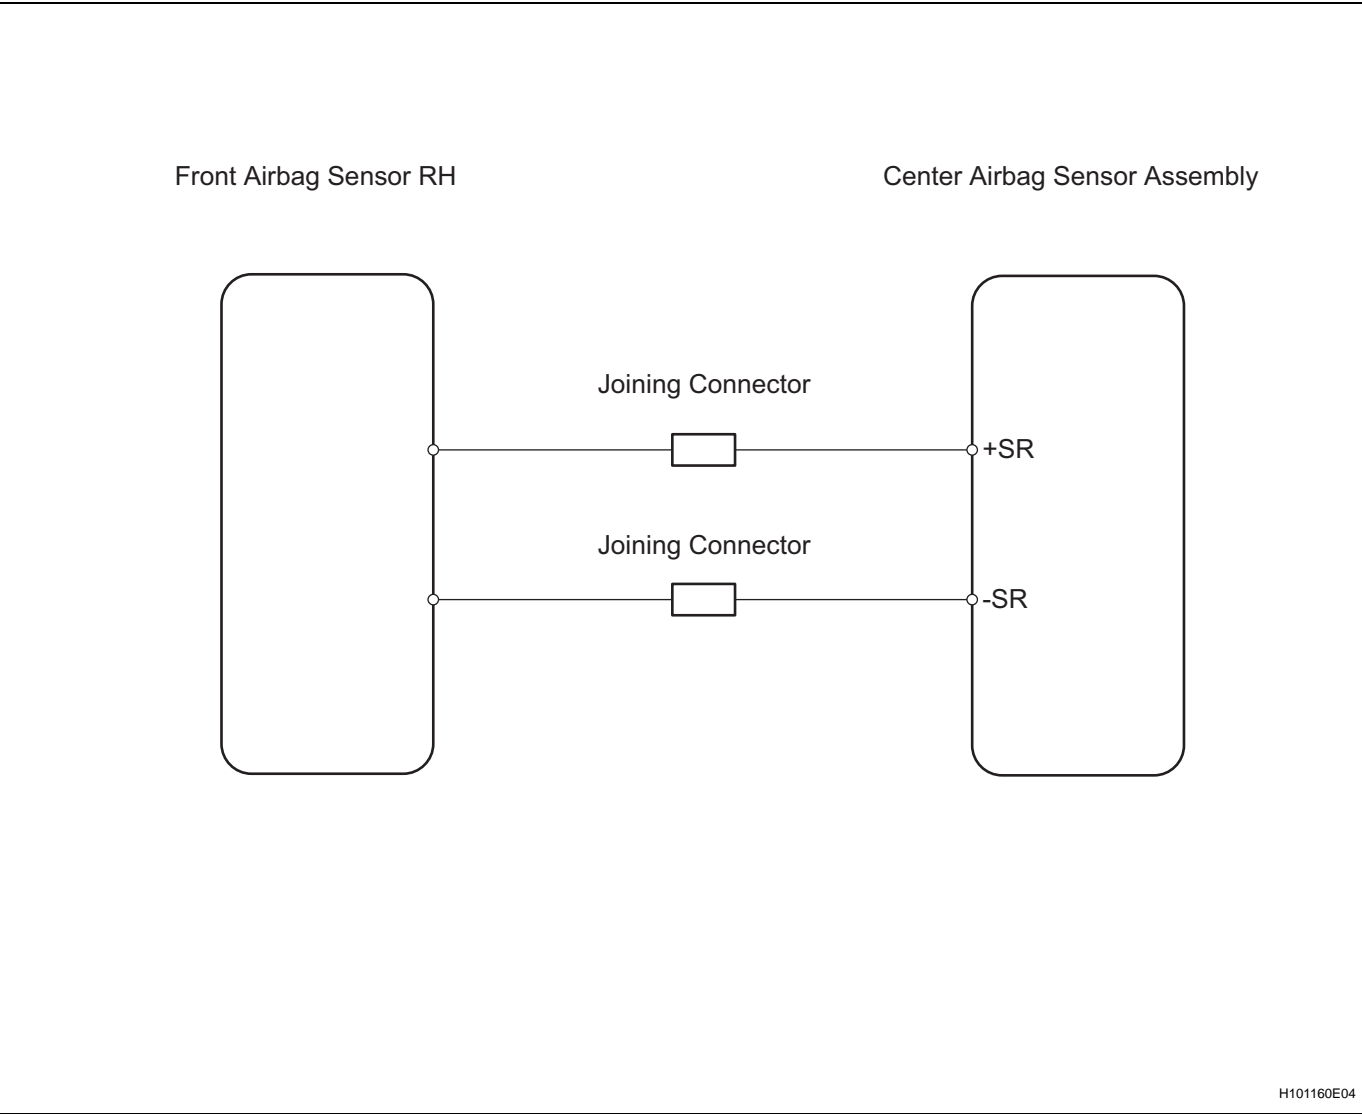 Front Airbag Sensor RH
Center Airbag Sensor Assembly
Joining Connector
+SR
Joining Connector
-SR
H101160E04